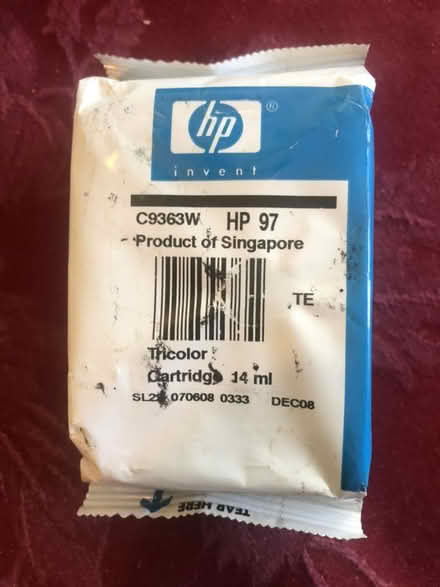 hp ®
invent
C9363W HP 97
Product of Singapore
TE
Tricolor
Cartridge 14 ml
070608 0333 DEC08
TEAR HERE